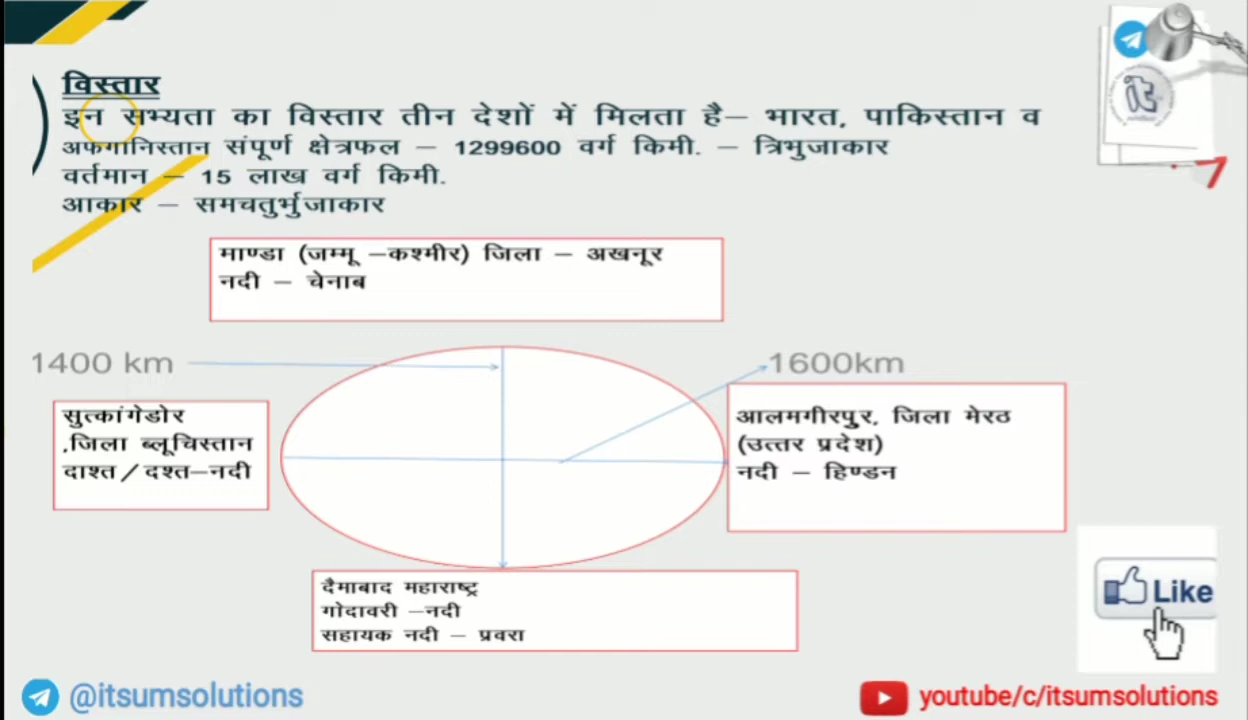 विस्तार
इन सभ्यता का विस्तार तीन देशों में मिलता है– भारत, पाकिस्तान व
अफगानिस्तान संपूर्ण क्षेत्रफल – 1299600 वर्ग किमी. – त्रिभुजाकार
वर्तमान – 15 लाख वर्ग किमी.
आकार – समचतुर्भुजाकार
माण्डा (जम्मू –कश्मीर) जिला – अखनूर
नदी – चेनाब
1400 km
1600km
सुत्कांगेडोर
,जिला ब्लूचिस्तान
दाश्त/दश्त–नदी
आलमगीरपुर, जिला मेरठ
(उत्तर प्रदेश)
नदी – हिण्डन
दैमाबाद महाराष्ट्र
गोदावरी –नदी
सहायक नदी – प्रवरा
Like
@itsumsolutions
youtube/c/itsumsolutions